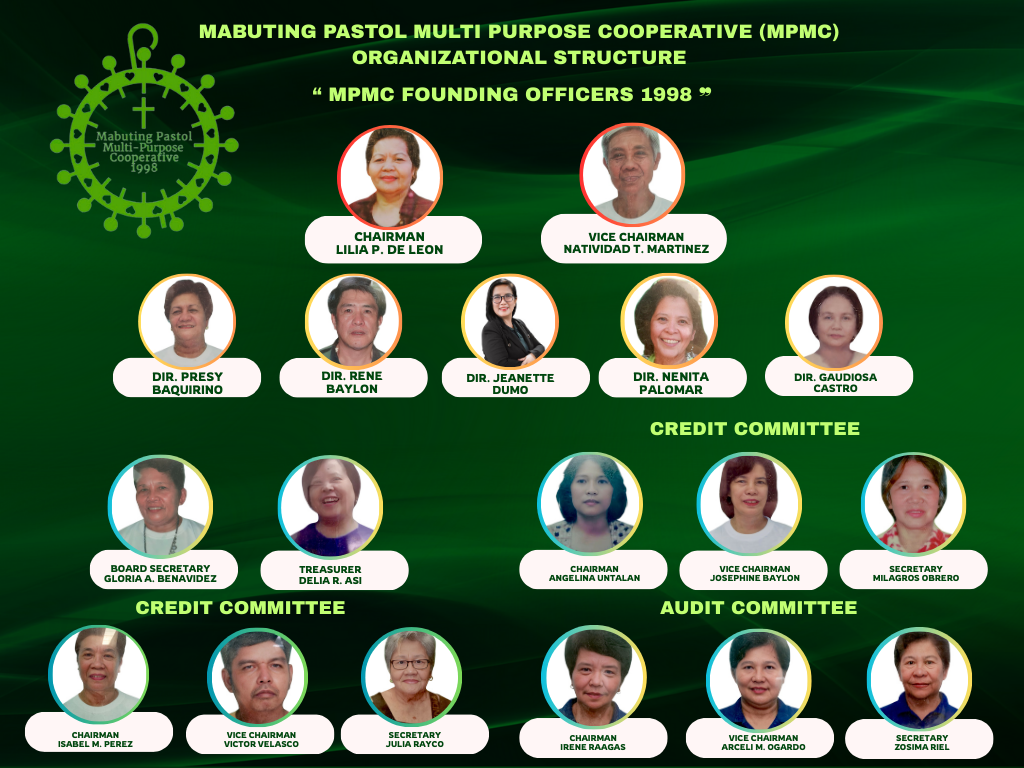 MABUTING PASTOL MULTI PURPOSE COOPERATIVE (MPMC)
ORGANIZATIONAL STRUCTURE
“ MPMC FOUNDING OFFICERS 1998 ”
Mabuting Pastol
Multi-Purpose
Cooperative
1998
CHAIRMAN
LILIA P. DE LEON
VICE CHAIRMAN
NATIVIDAD T. MARTINEZ
DIR. PRESY
BAQUIRINO
DIR. RENE
BAYLON
DIR. JEANETTE
DUMO
DIR. NENITA
PALOMAR
DIR. GAUDIOSA
CASTRO
CREDIT COMMITTEE
BOARD SECRETARY
GLORIA A. BENAVIDEZ
TREASURER
DELIA R. ASI
CHAIRMAN
ANGELINA UNTALAN
VICE CHAIRMAN
JOSEPHINE BAYLON
SECRETARY
MILAGROS OBRERO
CREDIT COMMITTEE
AUDIT COMMITTEE
CHAIRMAN
ISABEL M. PEREZ
VICE CHAIRMAN
VICTOR VELASCO
SECRETARY
JULIA RAYCO
CHAIRMAN
IRENE RAAGAS
VICE CHAIRMAN
ARCELI M. OGARDO
SECRETARY
ZOSIMA RIEL